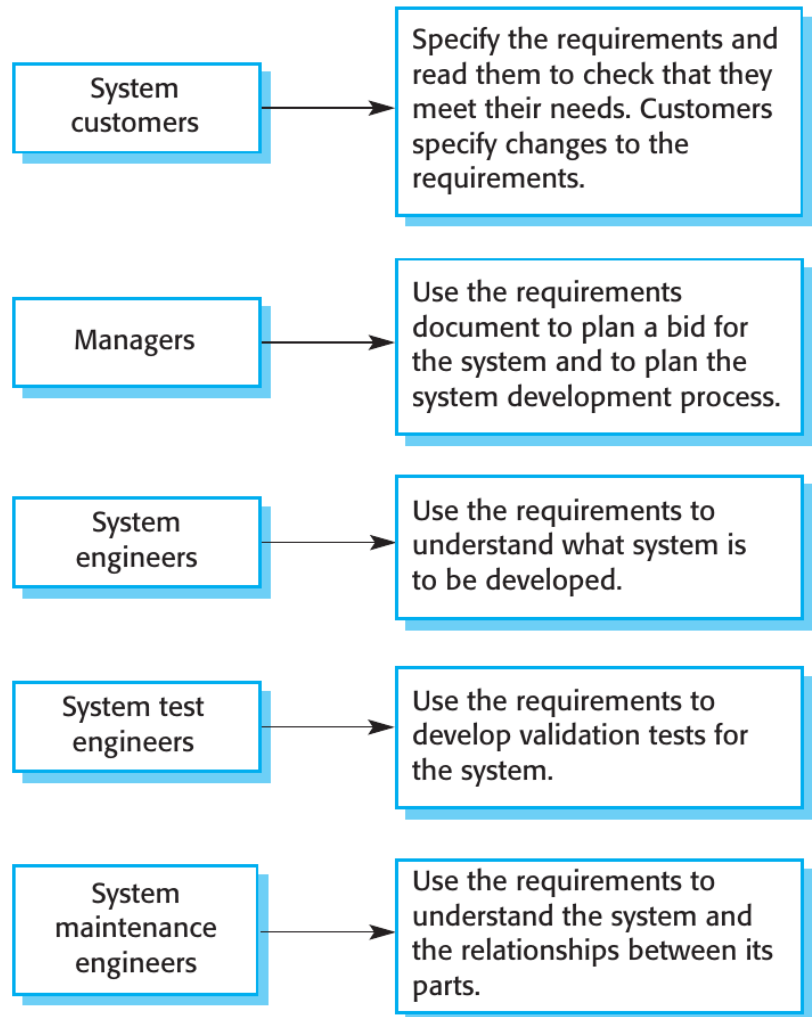 System
customers
Specify the requirements and
read them to check that they
meet their needs. Customers
specify changes to the
requirements.
Managers
Use the requirements
document to plan a bid for
the system and to plan the
system development process.
System
engineers
Use the requirements to
understand what system is
to be developed.
System test
engineers
Use the requirements to
develop validation tests for
the system.
System
maintenance
engineers
Use the requirements to
understand the system and
the relationships between its
parts.